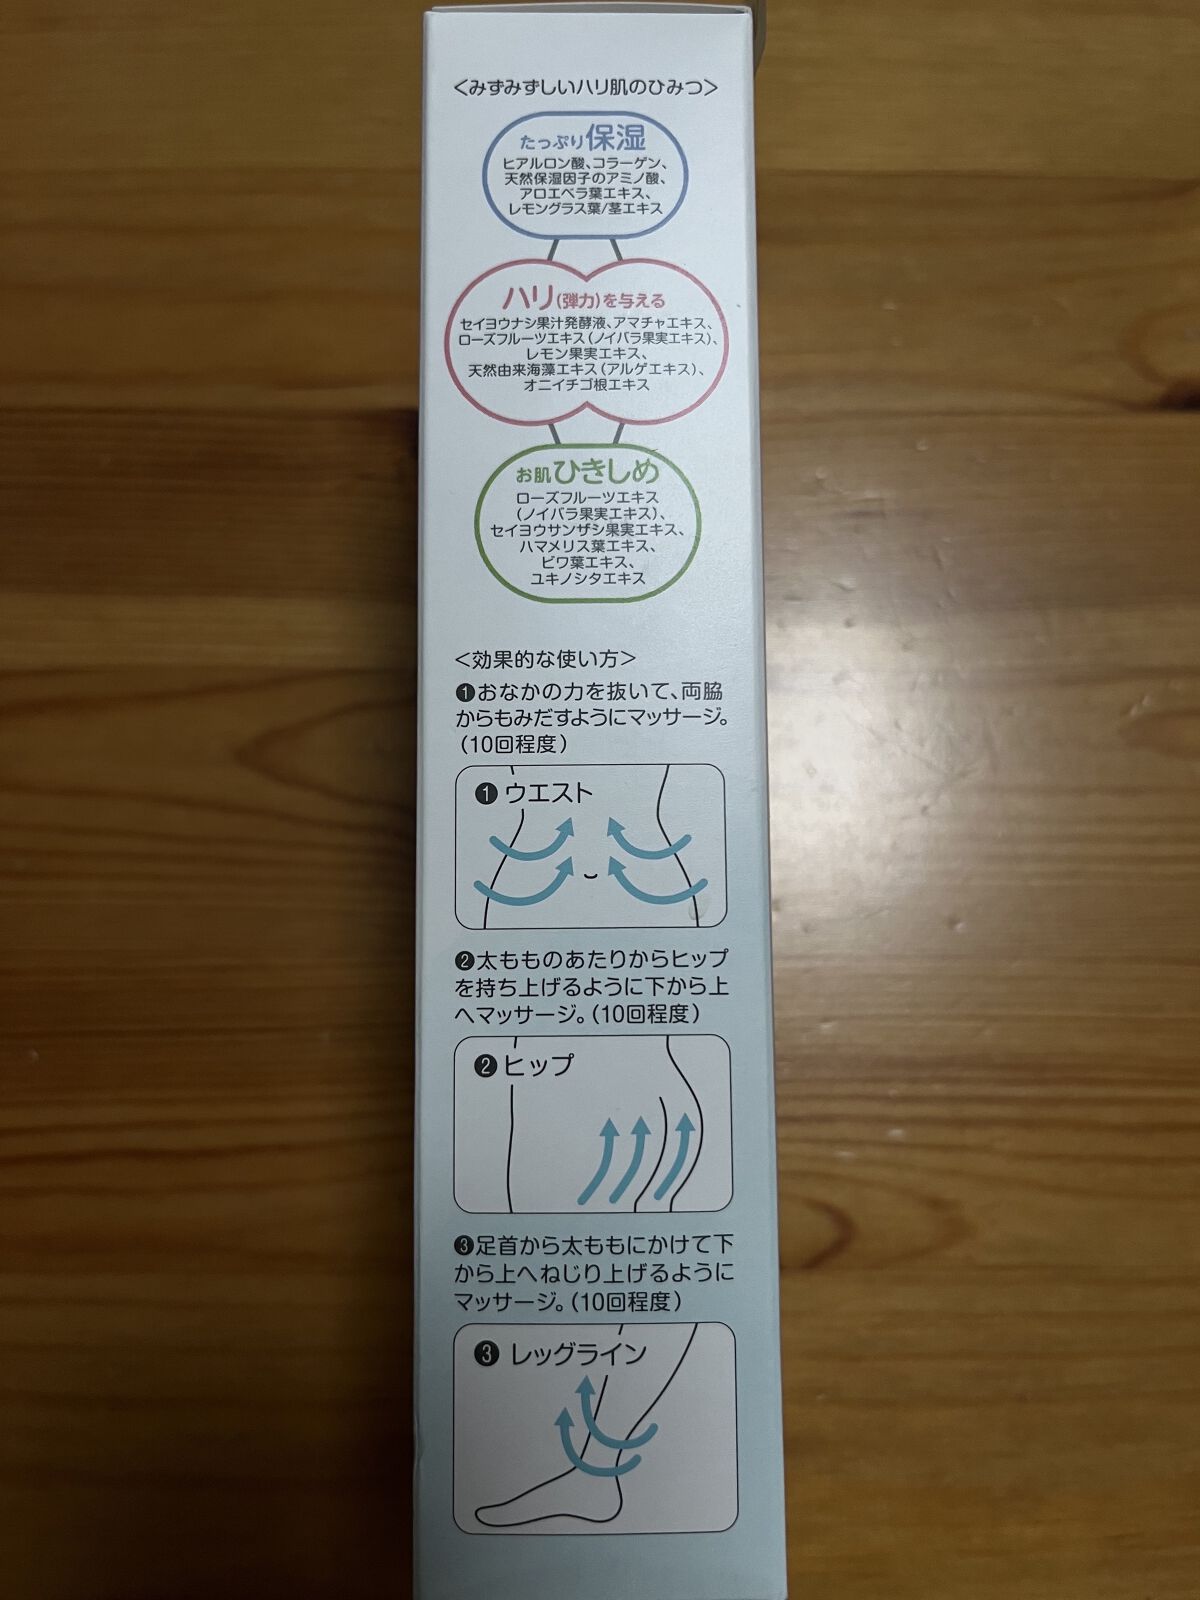 ＜みずみずしいハリ肌のひみつ＞
たっぷり保湿
ヒアルロン酸、コラーゲン、
天然保湿因子のアミノ酸、
アロエベラ葉エキス、
レモングラス葉/茎エキス
ハリ(弾力)を与える
セイヨウナシ果汁発酵液、アマチャエキス、
ローズフルーツエキス(ノイバラ果実エキス)、
レモン果実エキス、
天然由来海藻エキス(アルゲエキス)、
オニイチゴ根エキス
お肌ひきしめ
ローズフルーツエキス
(ノイバラ果実エキス)、
セイヨウサンザシ果実エキス、
ハマメリス葉エキス、
ビワ葉エキス、
ユキノシタエキス
＜効果的な使い方＞
❶おなかの力を抜いて、両脇
からもみだすようにマッサージ。
(10回程度)
❶ ウエスト
❷太もものあたりからヒップ
を持ち上げるように下から上
へマッサージ。(10回程度)
❷ ヒップ
❸足首から太ももにかけて下
から上へねじり上げるように
マッサージ。(10回程度)
❸ レッグライン